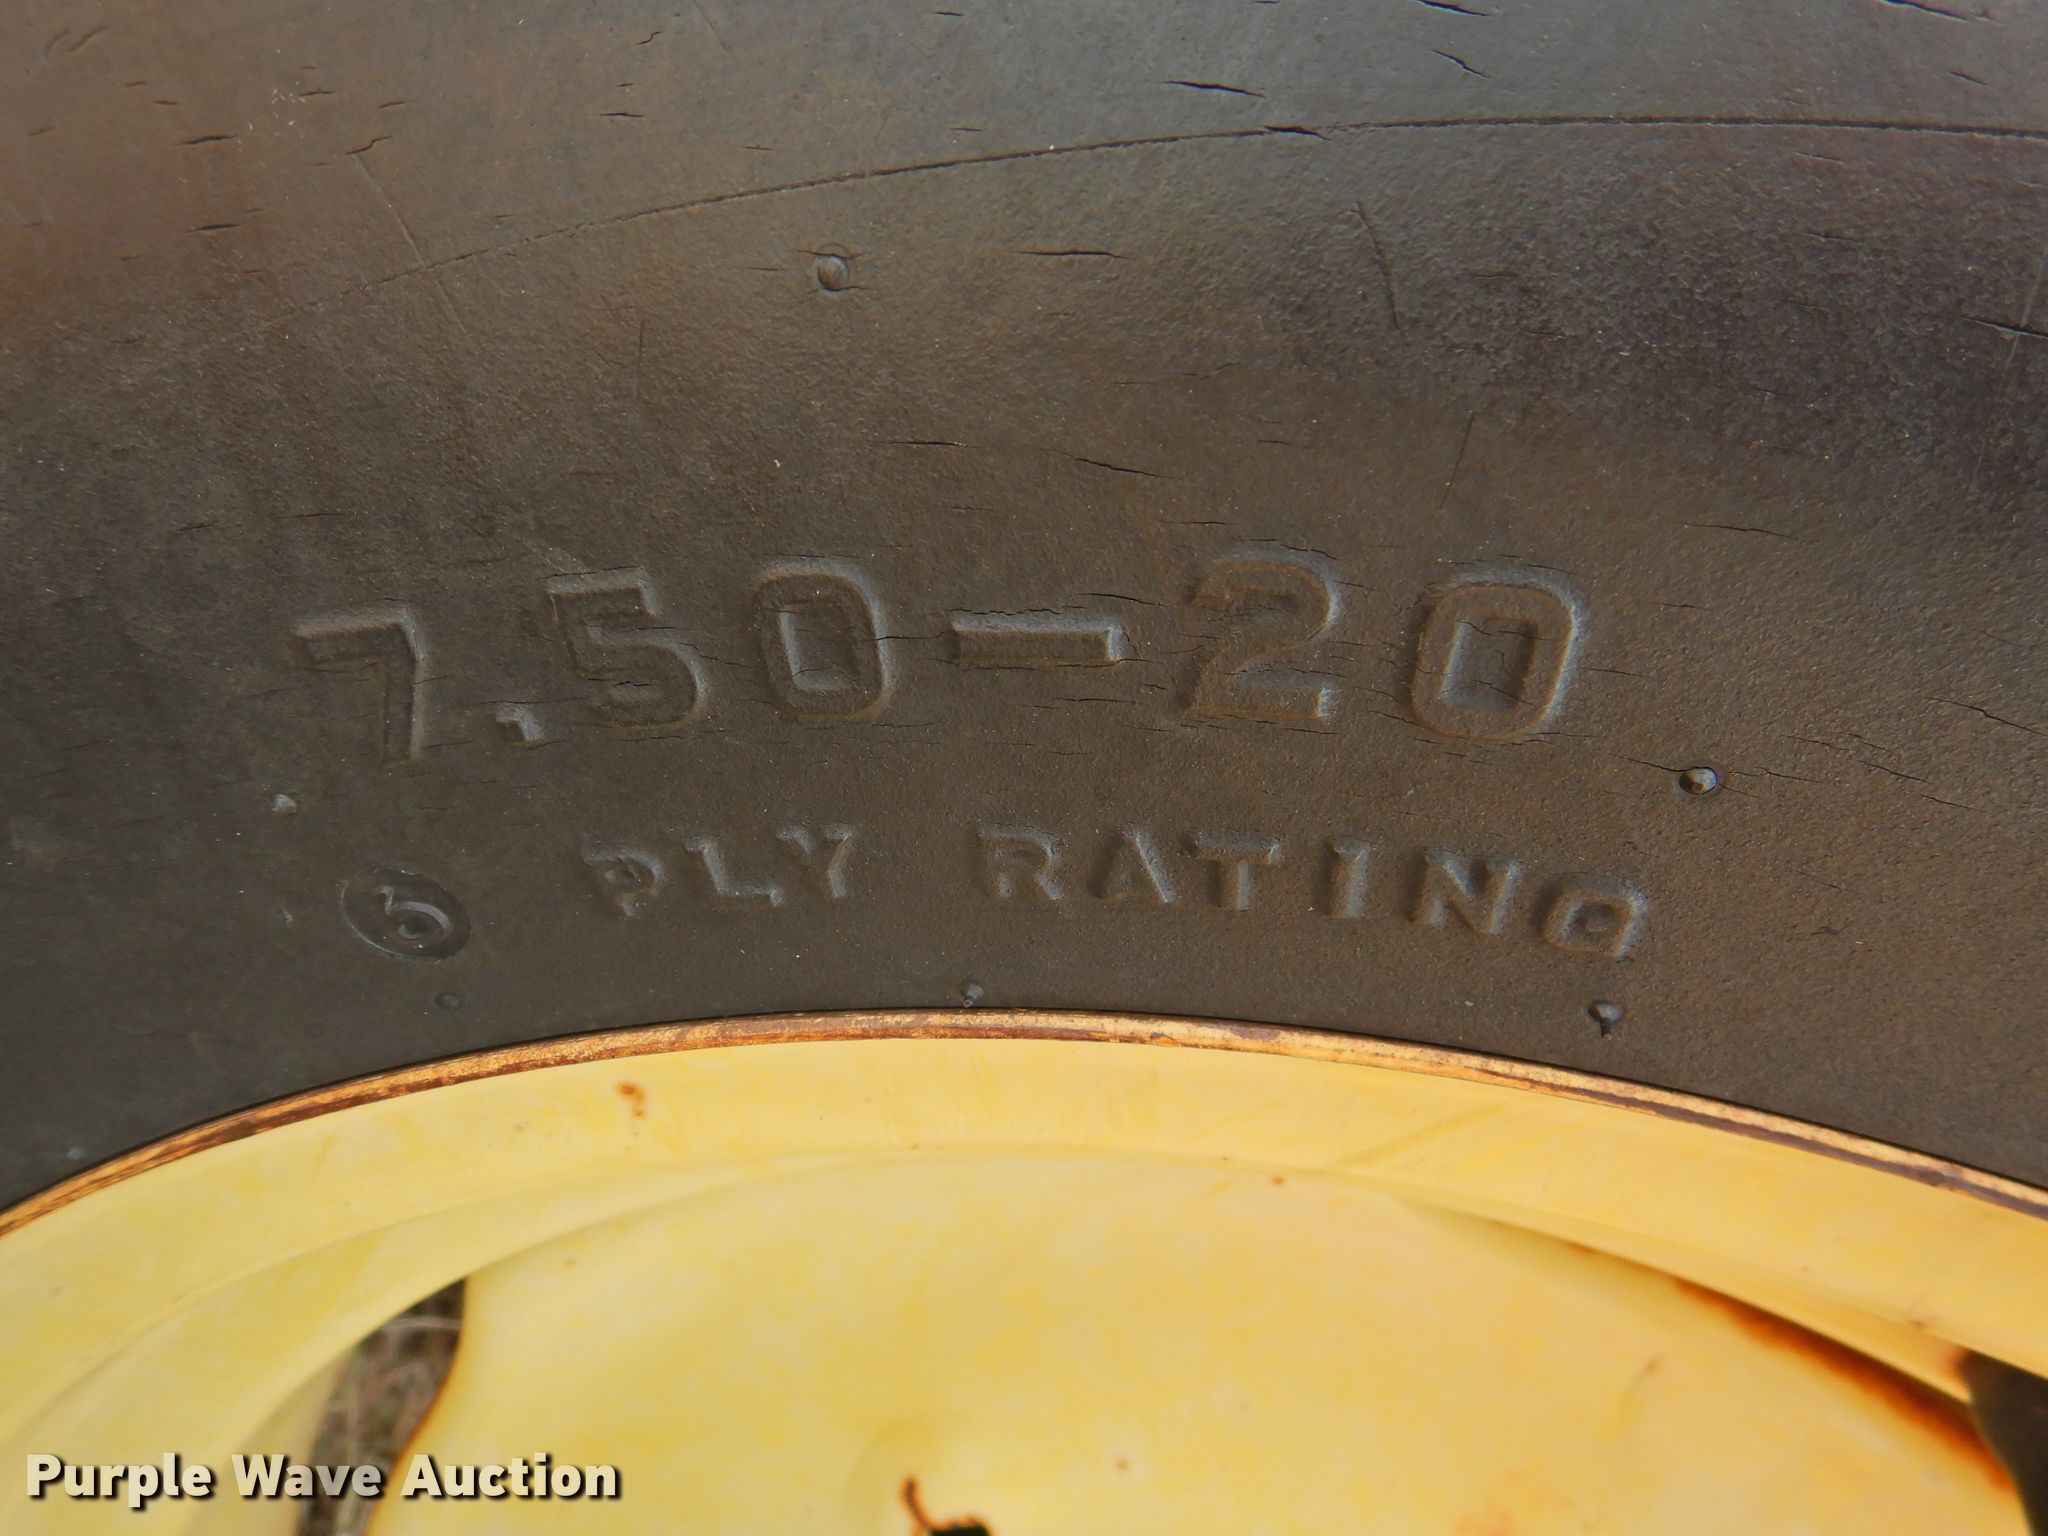 7.50-20
6 PLY RATING
Purple Wave Auction